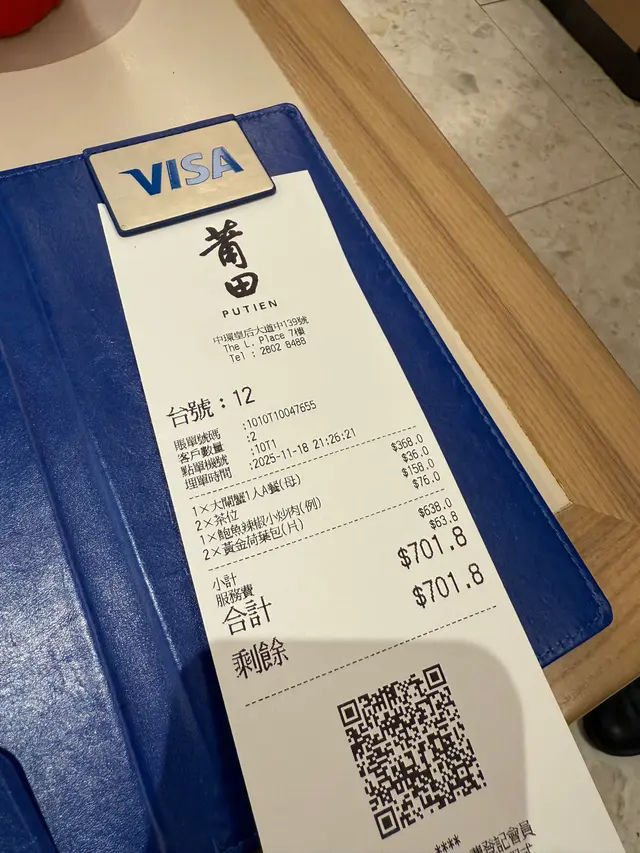 VISA
莆田
PUTIEN
中環皇后大道中139號
The L. Place 7樓
Tel : 2802 8488
台號：12
賬單號碼 :1010T10047655
客戶數量 :2
點單機號 :10T1
埋單時間 :2025-11-18 21:26:21
1×大閘蟹1人A餐(母) $368.0
2×茶位 $36.0
1×鮑魚辣椒小炒肉(例) $158.0
2×黃金荷葉包(片) $76.0
小計 $638.0
服務費 $63.8
合計 $701.8
剩餘 $701.8
****
登記會員